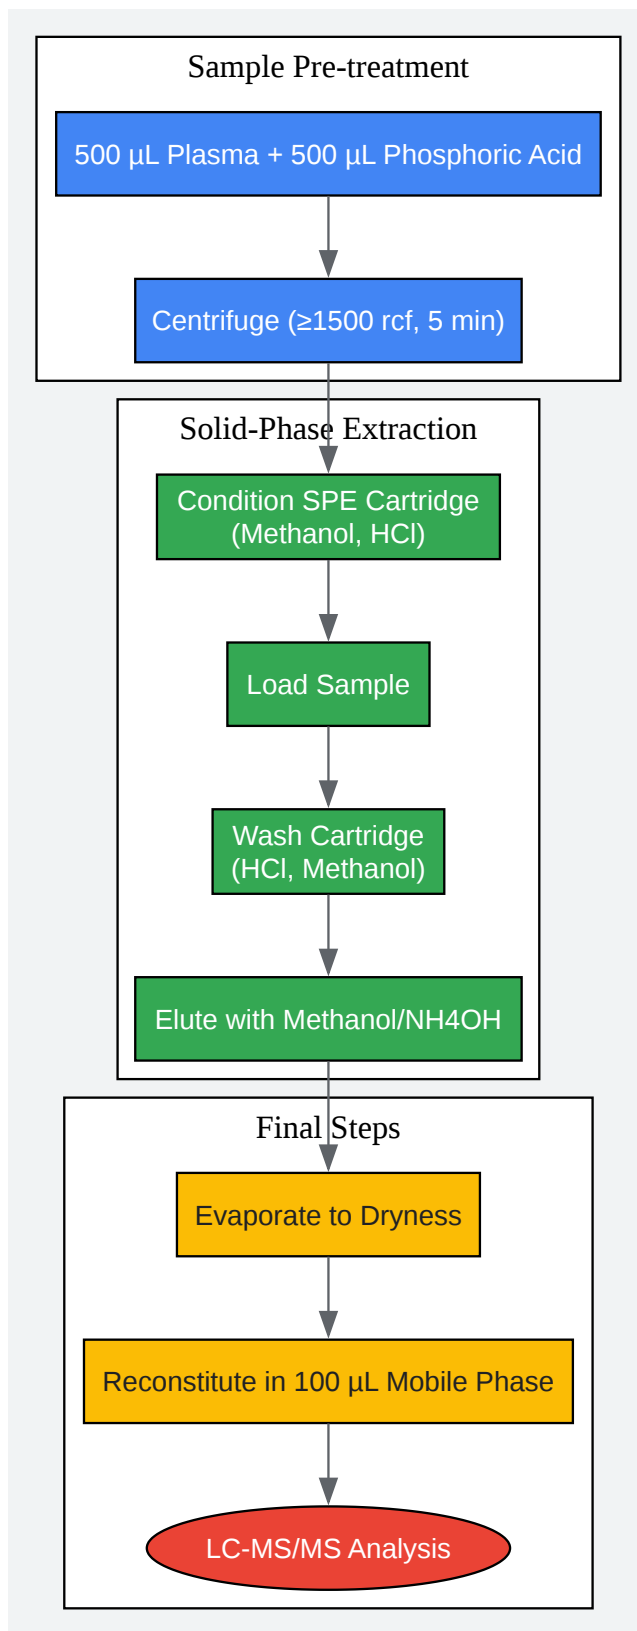 Sample Pre-treatment
500 µL Plasma + 500 µL Phosphoric Acid
Centrifuge (≥1500 rcf, 5 min)
Solid-Phase Extraction
Condition SPE Cartridge
(Methanol, HCl)
Load Sample
Wash Cartridge
(HCl, Methanol)
Elute with Methanol/NH4OH
Final Steps
Evaporate to Dryness
Reconstitute in 100 µL Mobile Phase
LC-MS/MS Analysis